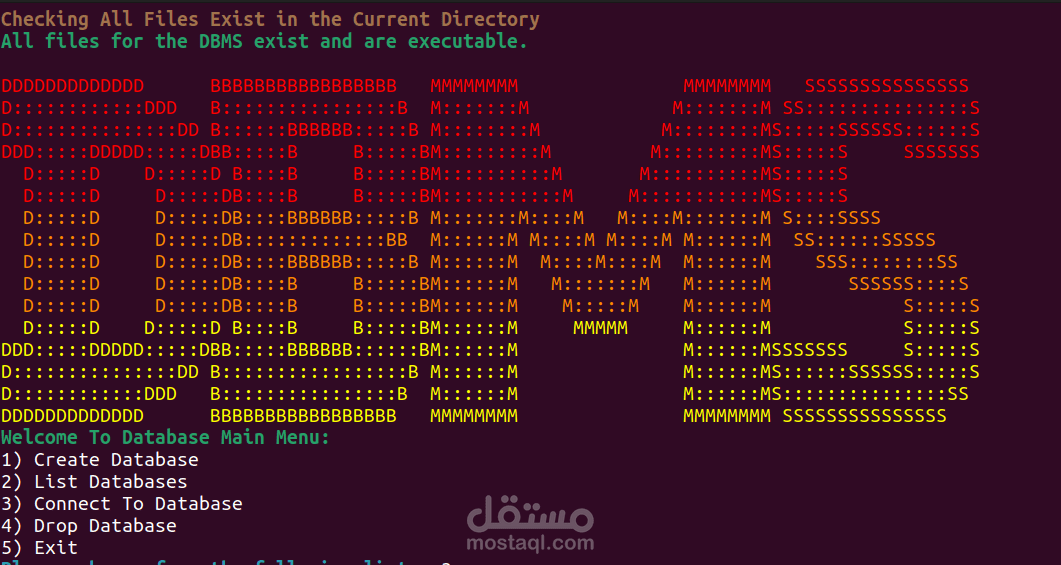 Checking All Files Exist in the Current Directory
All files for the DBMS exist and are executable.
DDDDDDDDDDDDD      BBBBBBBBBBBBBBBBB   MMMMMMMM               MMMMMMMM   SSSSSSSSSSSSSSS
D::::::::::::DDD   B::::::::::::::::B  M:::::::M             M:::::::M SS:::::::::::::::S
D:::::::::::::::DD B::::::BBBBBB:::::B M::::::::M           M::::::::MS:::::SSSSSS::::::S
DDD:::::DDDDD:::::DBB:::::B     B:::::BM:::::::::M         M:::::::::MS:::::S     SSSSSSS
  D:::::D    D:::::D B::::B     B:::::BM::::::::::M       M::::::::::MS:::::S
  D:::::D     D:::::DB::::B     B:::::BM:::::::::::M     M:::::::::::MS:::::S
  D:::::D     D:::::DB::::BBBBBB:::::B M:::::::M::::M   M::::M:::::::M S::::SSSS
  D:::::D     D:::::DB:::::::::::::BB  M::::::M M::::M M::::M M::::::M  SS::::::SSSSS
  D:::::D     D:::::DB::::BBBBBB:::::B M::::::M  M::::M::::M  M::::::M    SSS::::::::SS
  D:::::D     D:::::DB::::B     B:::::BM::::::M   M:::::::M   M::::::M       SSSSSS::::S
  D:::::D     D:::::DB::::B     B:::::BM::::::M    M:::::M    M::::::M            S:::::S
  D:::::D    D:::::D B::::B     B:::::BM::::::M     MMMMM     M::::::M            S:::::S
DDD:::::DDDDD:::::DBB:::::BBBBBB::::::BM::::::M               M::::::MSSSSSSS     S:::::S
D:::::::::::::::DD B:::::::::::::::::B M::::::M               M::::::MS::::::SSSSSS:::::S
D::::::::::::DDD   B::::::::::::::::B  M::::::M               M::::::MS:::::::::::::::SS
DDDDDDDDDDDDD      BBBBBBBBBBBBBBBBB   MMMMMMMM               MMMMMMMM SSSSSSSSSSSSSSS
Welcome To Database Main Menu:
1) Create Database
2) List Databases
3) Connect To Database
4) Drop Database
5) Exit
مستقل
mostaql.com